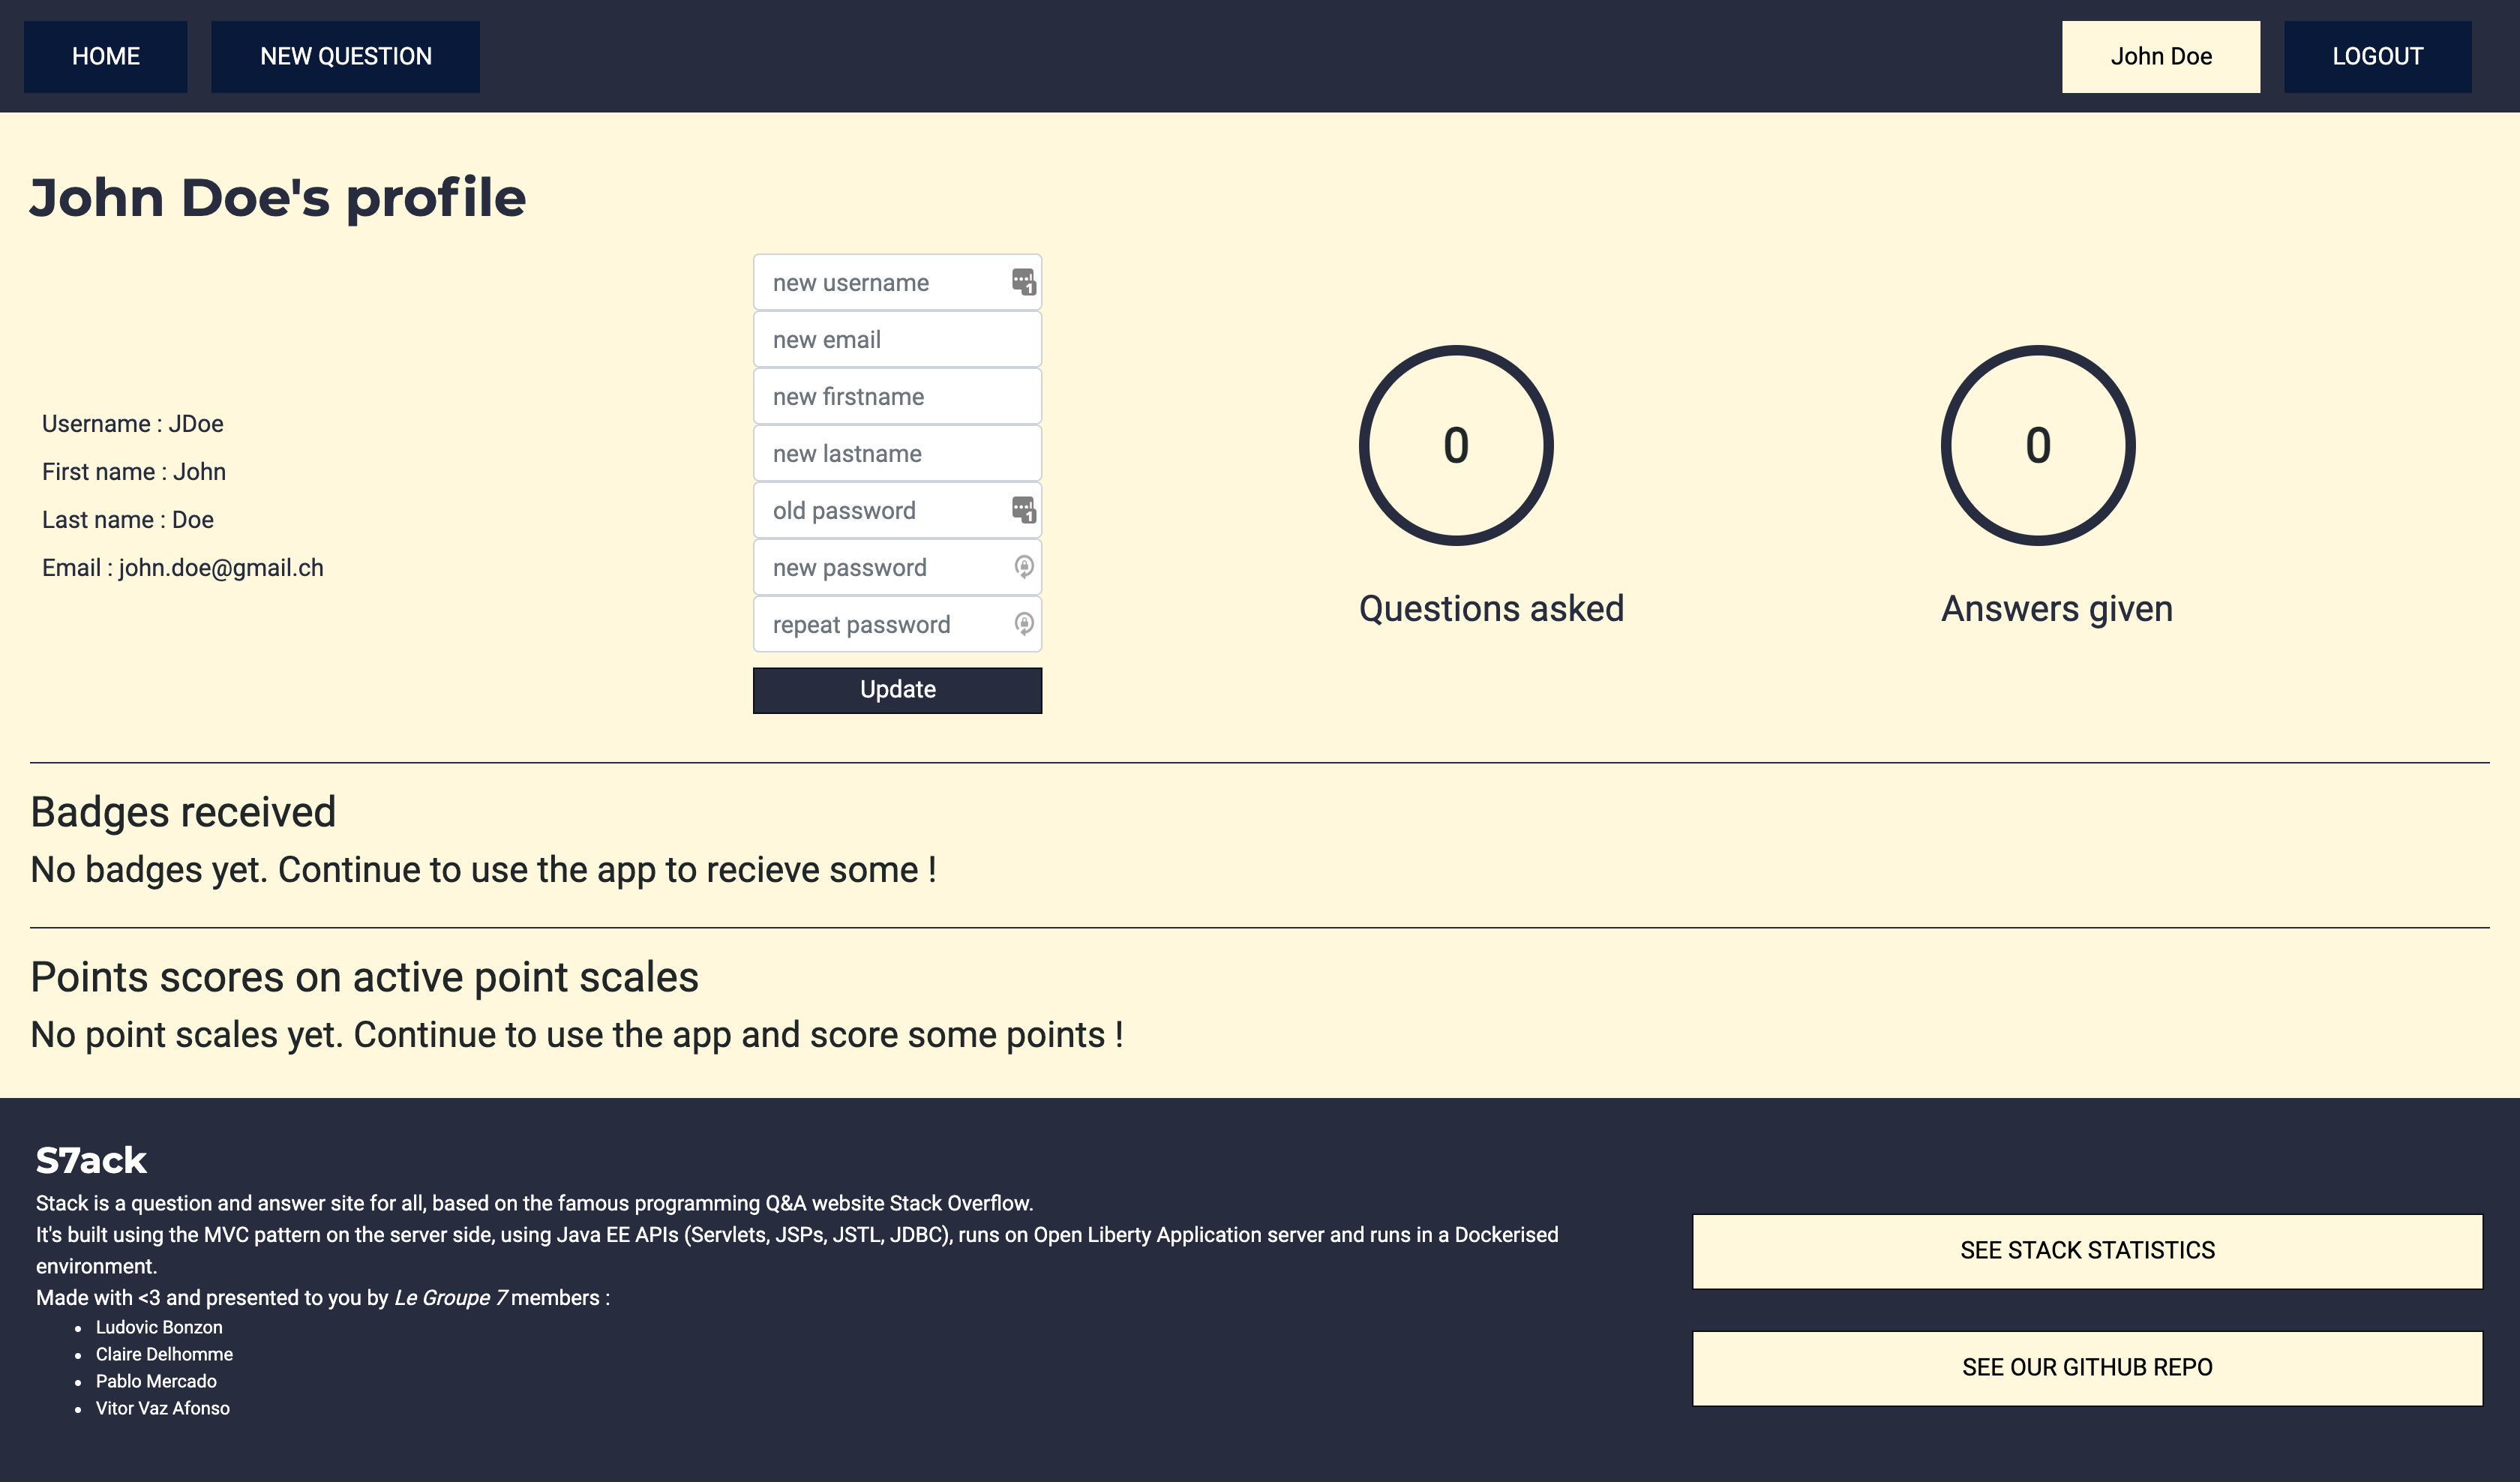 HOME
NEW QUESTION
John Doe
LOGOUT
John Doe's profile
Username : JDoe
First name : John
Last name : Doe
Email : john.doe@gmail.ch
new username
new email
new firstname
new lastname
old password
new password
repeat password
Update
0
Questions asked
0
Answers given
Badges received
No badges yet. Continue to use the app to recieve some !
Points scores on active point scales
No point scales yet. Continue to use the app and score some points !
S7ack
Stack is a question and answer site for all, based on the famous programming Q&A website Stack Overflow.
It's built using the MVC pattern on the server side, using Java EE APIs (Servlets, JSPs, JSTL, JDBC), runs on Open Liberty Application server and runs in a Dockerised
environment.
Made with <3 and presented to you by Le Groupe 7 members :
• Ludovic Bonzon
• Claire Delhomme
• Pablo Mercado
• Vitor Vaz Afonso
SEE STACK STATISTICS
SEE OUR GITHUB REPO